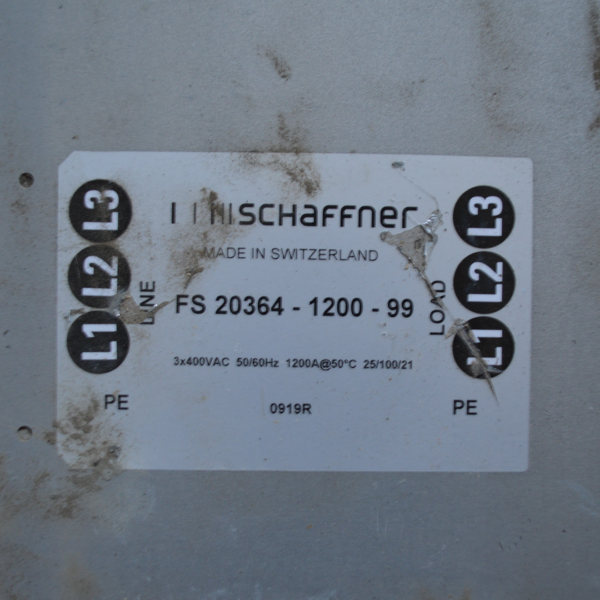 schaffner
MADE IN SWITZERLAND
FS 20364 - 1200 - 99
3x400VAC 50/60Hz 1200A@50°C 25/100/21
0919R
L3
L2
L1
LINE
PE
L3
L2
L1
LOAD
PE